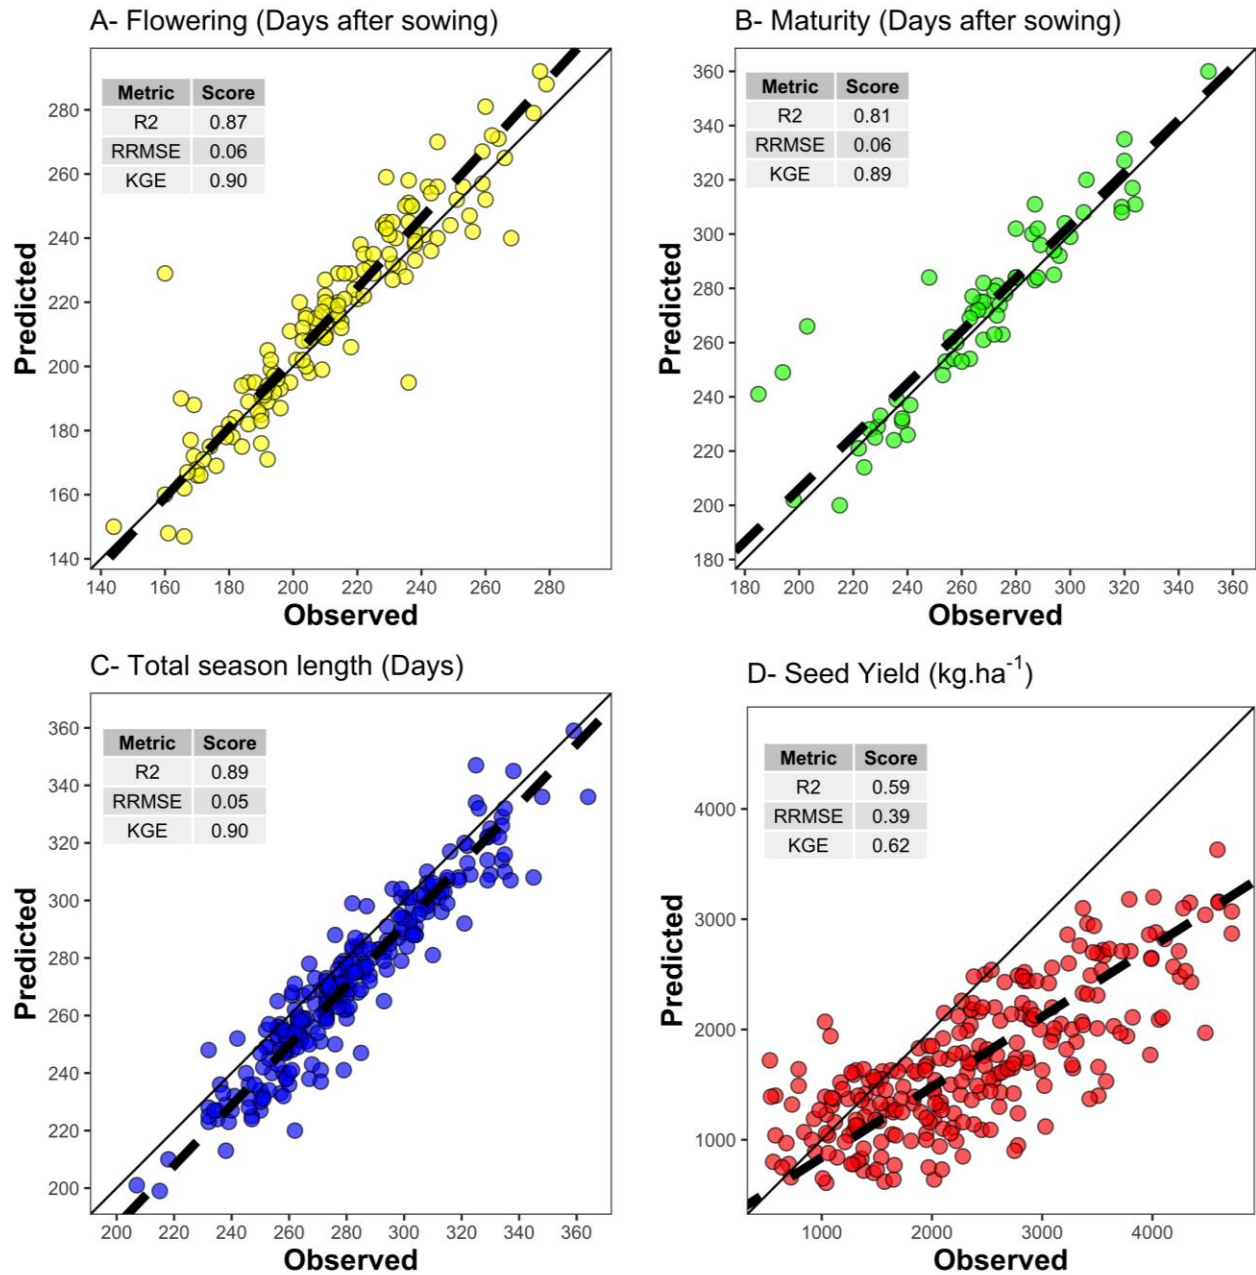 A- Flowering (Days after sowing)
Metric Score
R2 0.87
RRMSE 0.06
KGE 0.90
280
260
240
220
200
180
160
140
140 160 180 200 220 240 260 280
Predicted
Observed
B- Maturity (Days after sowing)
Metric Score
R2 0.81
RRMSE 0.06
KGE 0.89
360
340
320
300
280
260
240
220
200
180
180 200 220 240 260 280 300 320 340 360
Predicted
Observed
C- Total season length (Days)
Metric Score
R2 0.89
RRMSE 0.05
KGE 0.90
360
340
320
300
280
260
240
220
200
200 220 240 260 280 300 320 340 360
Predicted
Observed
D- Seed Yield (kg.ha⁻¹)
Metric Score
R2 0.59
RRMSE 0.39
KGE 0.62
4000
3000
2000
1000
1000 2000 3000 4000
Predicted
Observed